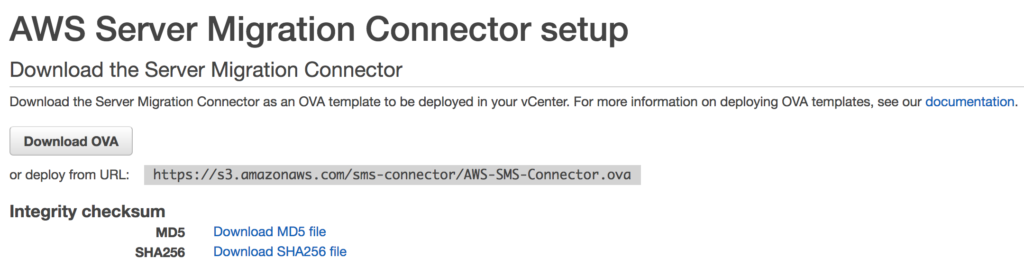 AWS Server Migration Connector setup
Download the Server Migration Connector
Download the Server Migration Connector as an OVA template to be deployed in your vCenter. For more information on deploying OVA templates, see our documentation.
Download OVA
or deploy from URL: https://s3.amazonaws.com/sms-connector/AWS-SMS-Connector.ova
Integrity checksum
MD5 Download MD5 file
SHA256 Download SHA256 file